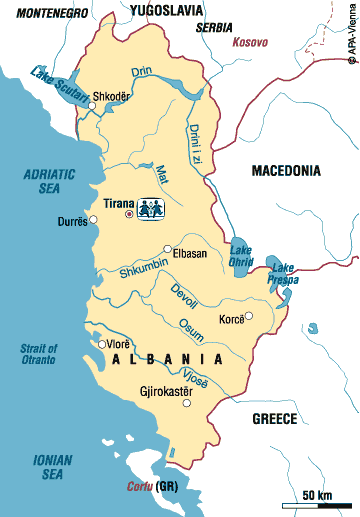 MONTENEGRO
YUGOSLAVIA
SERBIA
Kosovo
© APA-Vienna
Lake Scutari
Drin
Shkodër
Drini i zi
MACEDONIA
ADRIATIC
SEA
Mat
Tirana
Durrës
Elbasan
Lake
Ohrid
Shkumbin
Lake
Prespa
Devoli
Osum
Korcë
Strait of
Otranto
Vlorë
ALBANIA
Vjosë
Gjirokastër
GREECE
IONIAN
SEA
Corfu (GR)
50 km